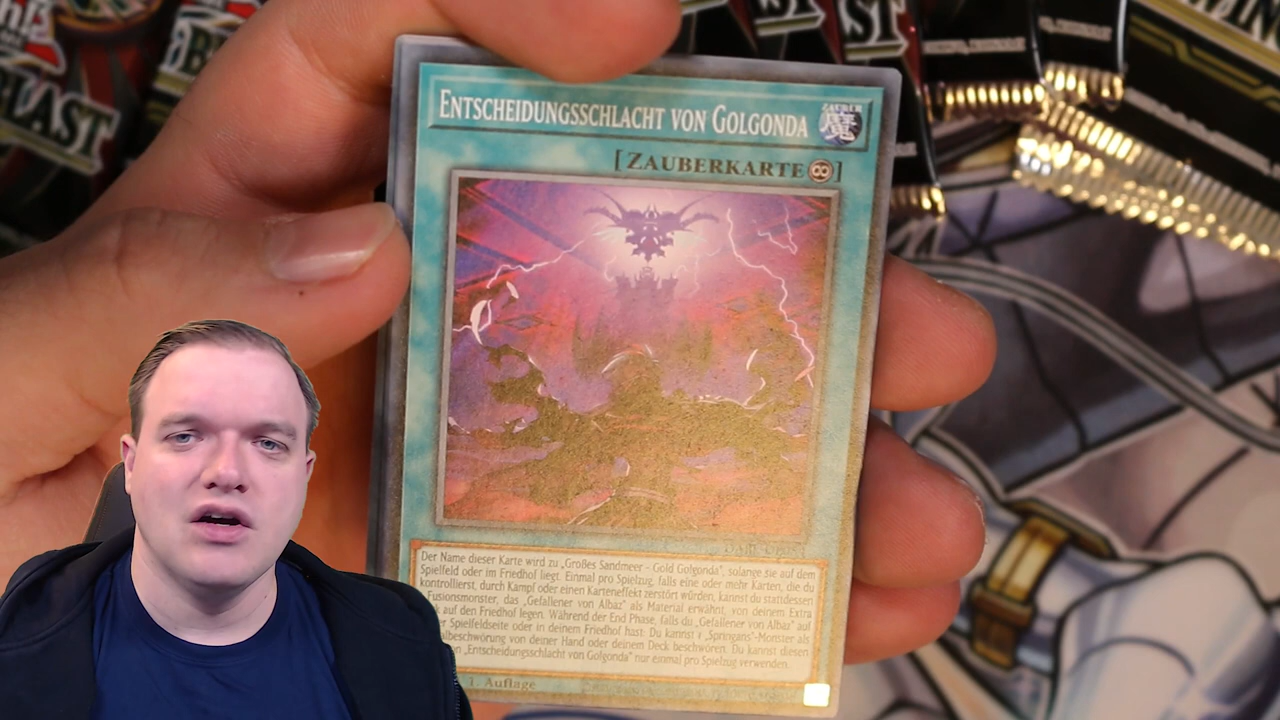 BLAST
BLAST
ENTSCHEIDUNGSSCHLACHT VON GOLGONDA
ZAUBER
[ZAUBERKARTE]
Der Name dieser Karte wird zu „Großes Sandmeer – Gold Golgonda“, solange sie auf dem
Spielfeld oder im Friedhof liegt. Einmal pro Spielzug, falls eine oder mehr Karten, die du
kontrollierst, durch Kampf oder einen Karteneffekt zerstört würden, kannst du stattdessen
Fusionsmonster, das „Gefallener von Albaz“ als Material erwähnt, von deinem Extra
auf den Friedhof legen. Während der End Phase, falls du „Gefallener von Albaz“ auf
Spielfeldseite oder in deinem Friedhof hast: Du kannst 1 „Springans“-Monster als
von deiner Hand oder deinem Deck beschwören. Du kannst diesen
von „Entscheidungsschlacht von Golgonda“ nur einmal pro Spielzug verwenden.
1. Auflage